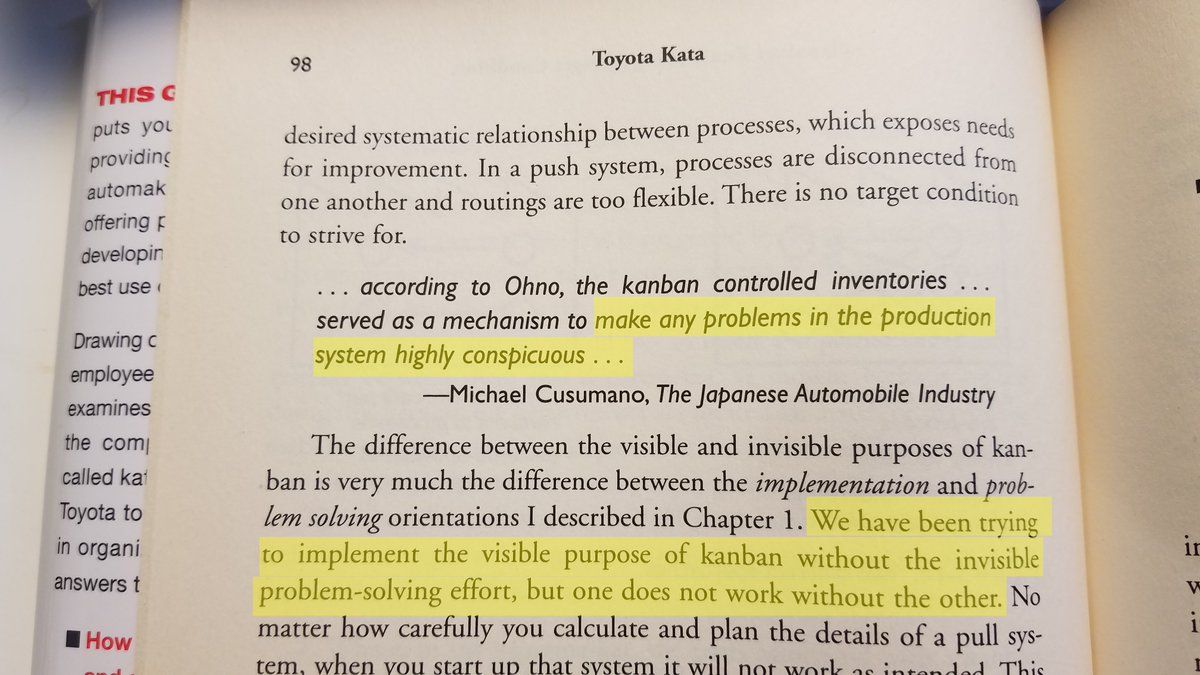 98
Toyota Kata
desired systematic relationship between processes, which exposes needs
for improvement. In a push system, processes are disconnected from
one another and routings are too flexible. There is no target condition
to strive for.
. . . according to Ohno, the kanban controlled inventories . . .
served as a mechanism to make any problems in the production
system highly conspicuous . . .
—Michael Cusumano, The Japanese Automobile Industry
The difference between the visible and invisible purposes of kan-
ban is very much the difference between the implementation and prob-
lem solving orientations I described in Chapter 1. We have been trying
to implement the visible purpose of kanban without the invisible
problem-solving effort, but one does not work without the other. No
matter how carefully you calculate and plan the details of a pull sys-
tem, when you start up that system it will not work as intended. This
THIS
puts you
providing
automak
offering
developin
best use
Drawing
employee
examines
the com
called kat
Toyota to
in organi
answers t
■ How